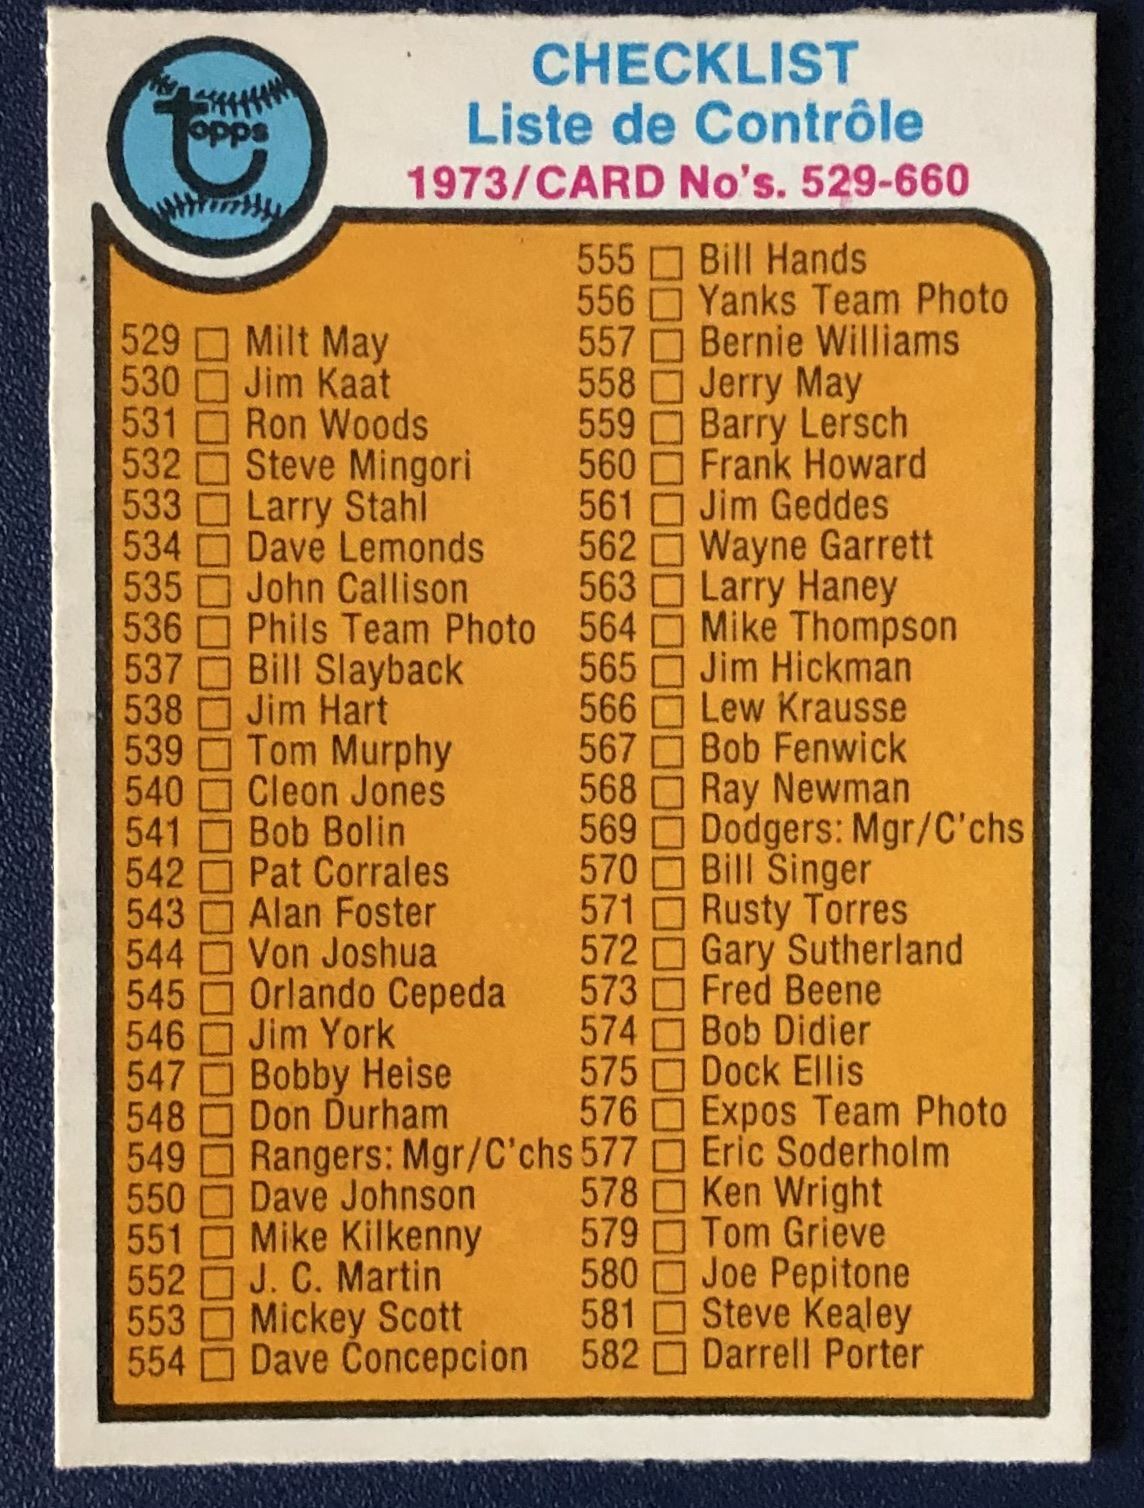 topps
CHECKLIST
Liste de Contrôle
1973/CARD No's. 529-660
529 Milt May
530 Jim Kaat
531 Ron Woods
532 Steve Mingori
533 Larry Stahl
534 Dave Lemonds
535 John Callison
536 Phils Team Photo
537 Bill Slayback
538 Jim Hart
539 Tom Murphy
540 Cleon Jones
541 Bob Bolin
542 Pat Corrales
543 Alan Foster
544 Von Joshua
545 Orlando Cepeda
546 Jim York
547 Bobby Heise
548 Don Durham
549 Rangers: Mgr/C'chs
550 Dave Johnson
551 Mike Kilkenny
552 J. C. Martin
553 Mickey Scott
554 Dave Concepcion
555 Bill Hands
556 Yanks Team Photo
557 Bernie Williams
558 Jerry May
559 Barry Lersch
560 Frank Howard
561 Jim Geddes
562 Wayne Garrett
563 Larry Haney
564 Mike Thompson
565 Jim Hickman
566 Lew Krausse
567 Bob Fenwick
568 Ray Newman
569 Dodgers: Mgr/C'chs
570 Bill Singer
571 Rusty Torres
572 Gary Sutherland
573 Fred Beene
574 Bob Didier
575 Dock Ellis
576 Expos Team Photo
577 Eric Soderholm
578 Ken Wright
579 Tom Grieve
580 Joe Pepitone
581 Steve Kealey
582 Darrell Porter